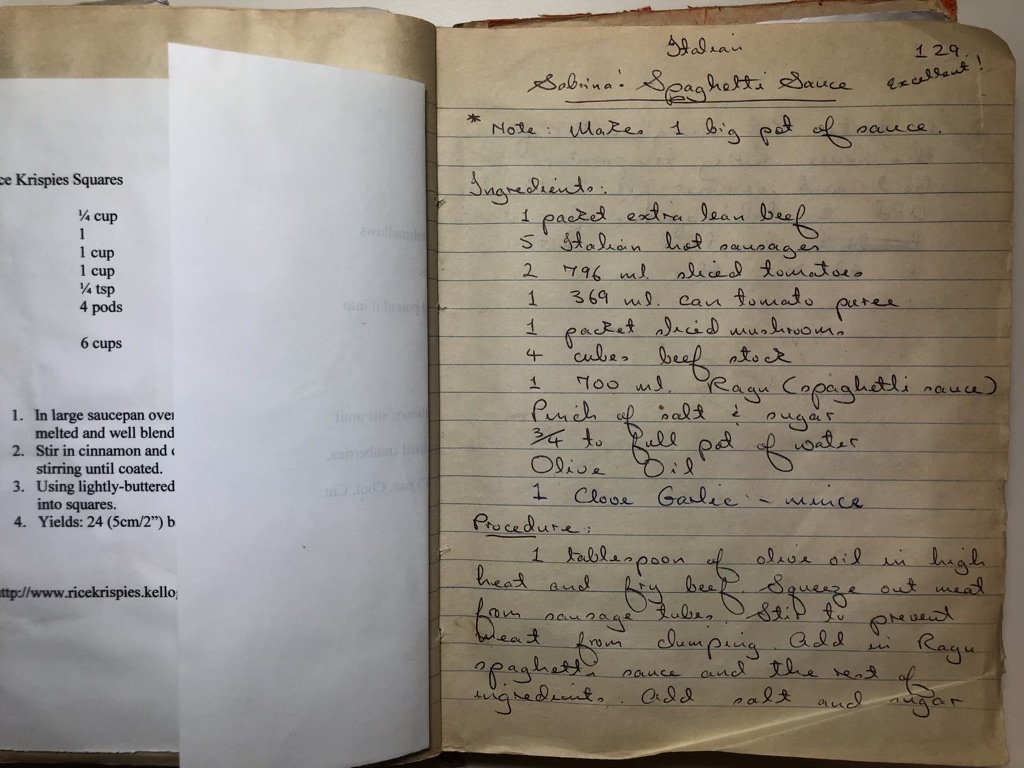 ce Krispies Squares
¼ cup
1
1 cup
1 cup
¼ tsp
4 pods
6 cups
1. In large saucepan over
melted and well blend
2. Stir in cinnamon and
stirring until coated.
3. Using lightly-buttered
into squares.
4. Yields: 24 (5cm/2") b
ttp://www.ricekrispies.kello
Italian
129.
Sabrina's Spaghetti Sauce
Excellent!
* Note: Makes 1 big pot of sauce.
Ingredients:
1 packet extra lean beef
5 Italian hot sausages
2 796 ml. sliced tomatoes
1 369 ml. can tomato puree
1 packet sliced mushrooms
4 cubes beef stock
1 700 ml. Ragu (spaghetti sauce)
Pinch of salt & sugar
3/4 to full pot of water
Olive Oil
1 Clove Garlic - mince
Procedure:
1 tablespoon of olive oil in high
heat and fry beef. Squeeze out meat
from sausage tubes. Stir to prevent
meat from clumping. Add in Ragu
spaghetti sauce and the rest of
ingredients. Add salt and sugar